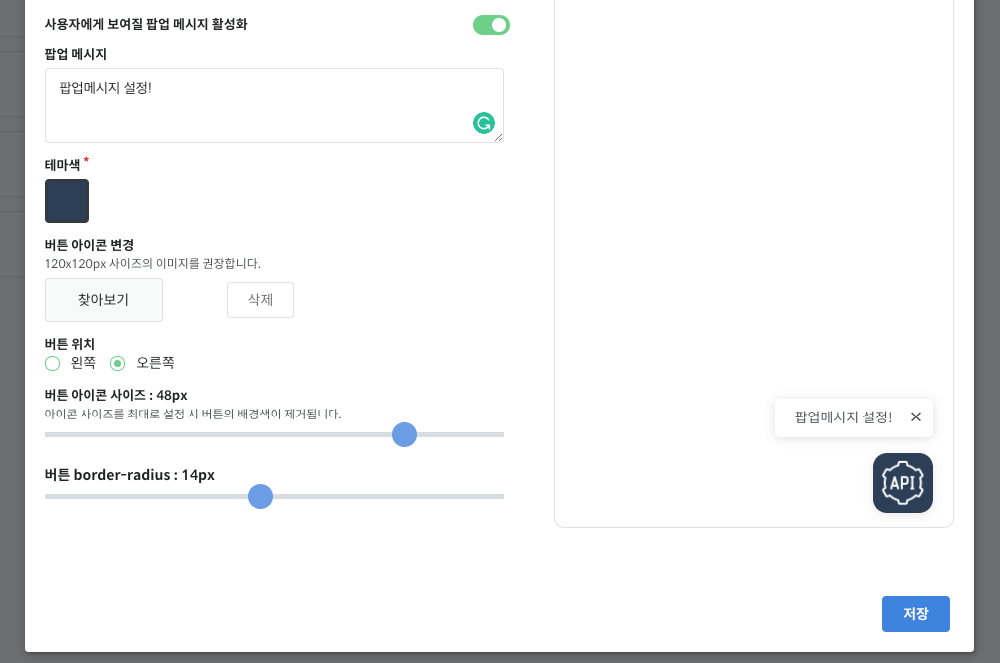 사용자에게 보여질 팝업 메시지 활성화
팝업 메시지
팝업메시지 설정!
테마색 *
버튼 아이콘 변경
120x120px 사이즈의 이미지를 권장합니다.
찾아보기
삭제
버튼 위치
왼쪽
오른쪽
버튼 아이콘 사이즈 : 48px
아이콘 사이즈를 최대로 설정 시 버튼의 배경색이 제거됩니다.
버튼 border-radius : 14px
팝업메시지 설정! ×
API
저장